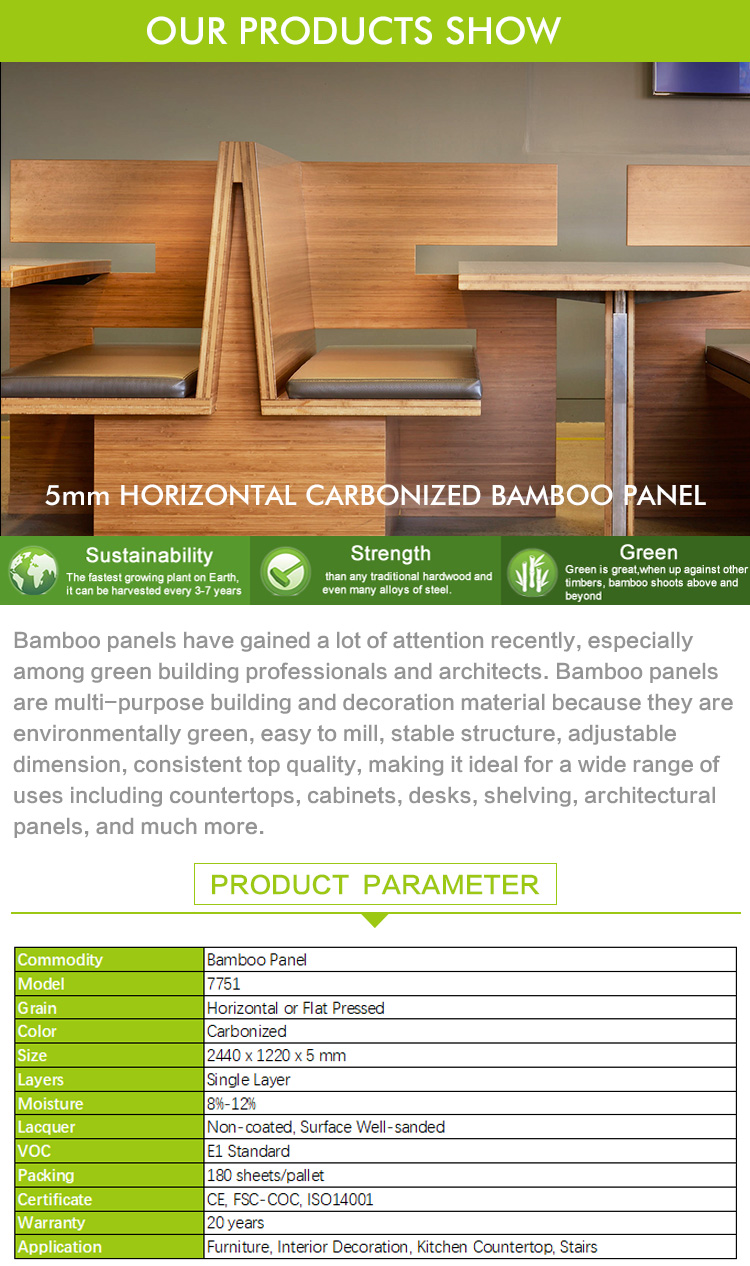 OUR PRODUCTS SHOW
5mm HORIZONTAL CARBONIZED BAMBOO PANEL
Sustainability
The fastest growing plant on Earth,
it can be harvested every 3-7 years
Strength
than any traditional hardwood and
even many alloys of steel.
Green
Green is great,when up against other
timbers, bamboo shoots above and
beyond
Bamboo panels have gained a lot of attention recently, especially
among green building professionals and architects. Bamboo panels
are multi-purpose building and decoration material because they are
environmentally green, easy to mill, stable structure, adjustable
dimension, consistent top quality, making it ideal for a wide range of
uses including countertops, cabinets, desks, shelving, architectural
panels, and much more.
PRODUCT PARAMETER
Commodity Bamboo Panel
Model 7751
Grain Horizontal or Flat Pressed
Color Carbonized
Size 2440 x 1220 x 5 mm
Layers Single Layer
Moisture 8%-12%
Lacquer Non-coated, Surface Well-sanded
VOC E1 Standard
Packing 180 sheets/pallet
Certificate CE, FSC-COC, ISO14001
Warranty 20 years
Application Furniture, Interior Decoration, Kitchen Countertop, Stairs